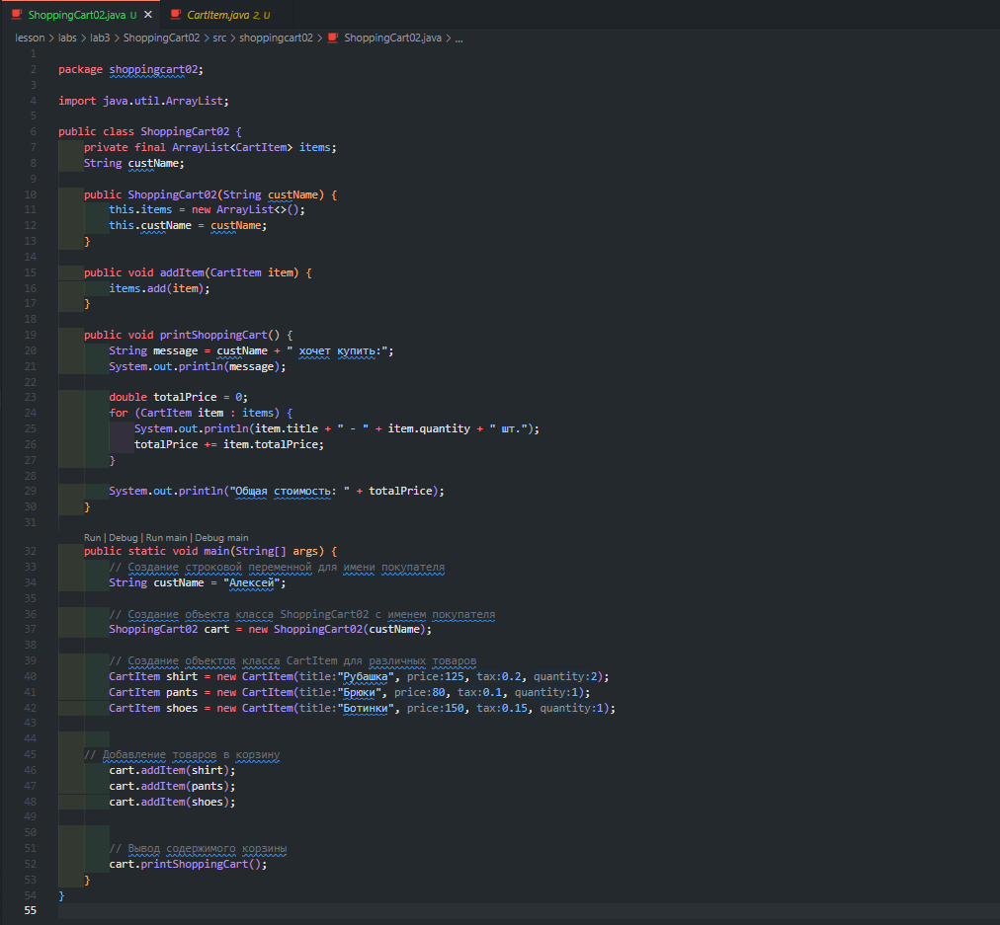 ShoppingCart02.java U × CartItem.java 2, U
lesson > labs > lab3 > ShoppingCart02 > src > shoppingcart02 > ShoppingCart02.java > ...
1
2 package shoppingcart02;
3
4 import java.util.ArrayList;
5
6 public class ShoppingCart02 {
7 private final ArrayList<CartItem> items;
8 String custName;
9
10 public ShoppingCart02(String custName) {
11 this.items = new ArrayList<>();
12 this.custName = custName;
13 }
14
15 public void addItem(CartItem item) {
16 items.add(item);
17 }
18
19 public void printShoppingCart() {
20 String message = custName + " хочет купить:";
21 System.out.println(message);
22
23 double totalPrice = 0;
24 for (CartItem item : items) {
25 System.out.println(item.title + " - " + item.quantity + " шт.");
26 totalPrice += item.totalPrice;
27 }
28
29 System.out.println("Общая стоимость: " + totalPrice);
30 }
31
Run | Debug | Run main | Debug main
32 public static void main(String[] args) {
33 // Создание строковой переменной для имени покупателя
34 String custName = "Алексей";
35
36 // Создание объекта класса ShoppingCart02 с именем покупателя
37 ShoppingCart02 cart = new ShoppingCart02(custName);
38
39 // Создание объектов класса CartItem для различных товаров
40 CartItem shirt = new CartItem(title:"Рубашка", price:125, tax:0.2, quantity:2);
41 CartItem pants = new CartItem(title:"Брюки", price:80, tax:0.1, quantity:1);
42 CartItem shoes = new CartItem(title:"Ботинки", price:150, tax:0.15, quantity:1);
43
44
45 // Добавление товаров в корзину
46 cart.addItem(shirt);
47 cart.addItem(pants);
48 cart.addItem(shoes);
49
50
51 // Вывод содержимого корзины
52 cart.printShoppingCart();
53 }
54 }
55